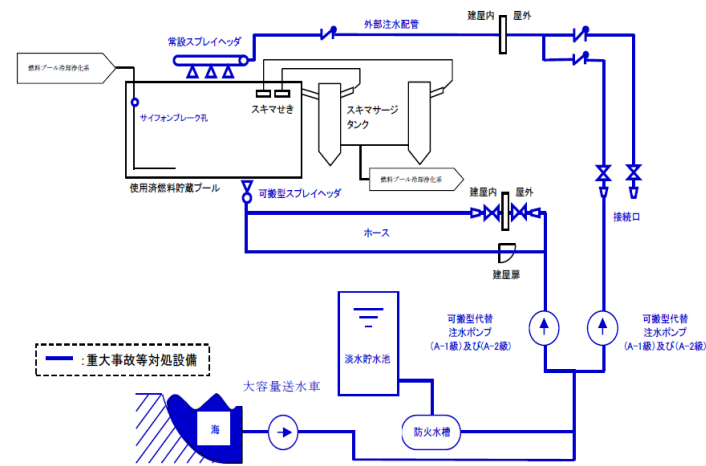 外部注水配管
建屋内
屋外
常設スプレイヘッダ
燃料プール冷却浄化系
サイフォンブレーク孔
スキマせき
スキマサージ
タンク
燃料プール冷却浄化系
使用済燃料貯蔵プール
可搬型スプレイヘッダ
建屋内
屋外
接続口
ホース
建屋扉
淡水貯水池
可搬型代替
注水ポンプ
(A-1級)及び(A-2級)
可搬型代替
注水ポンプ
(A-1級)及び(A-2級)
:重大事故等対処設備
大容量送水車
海
防火水槽